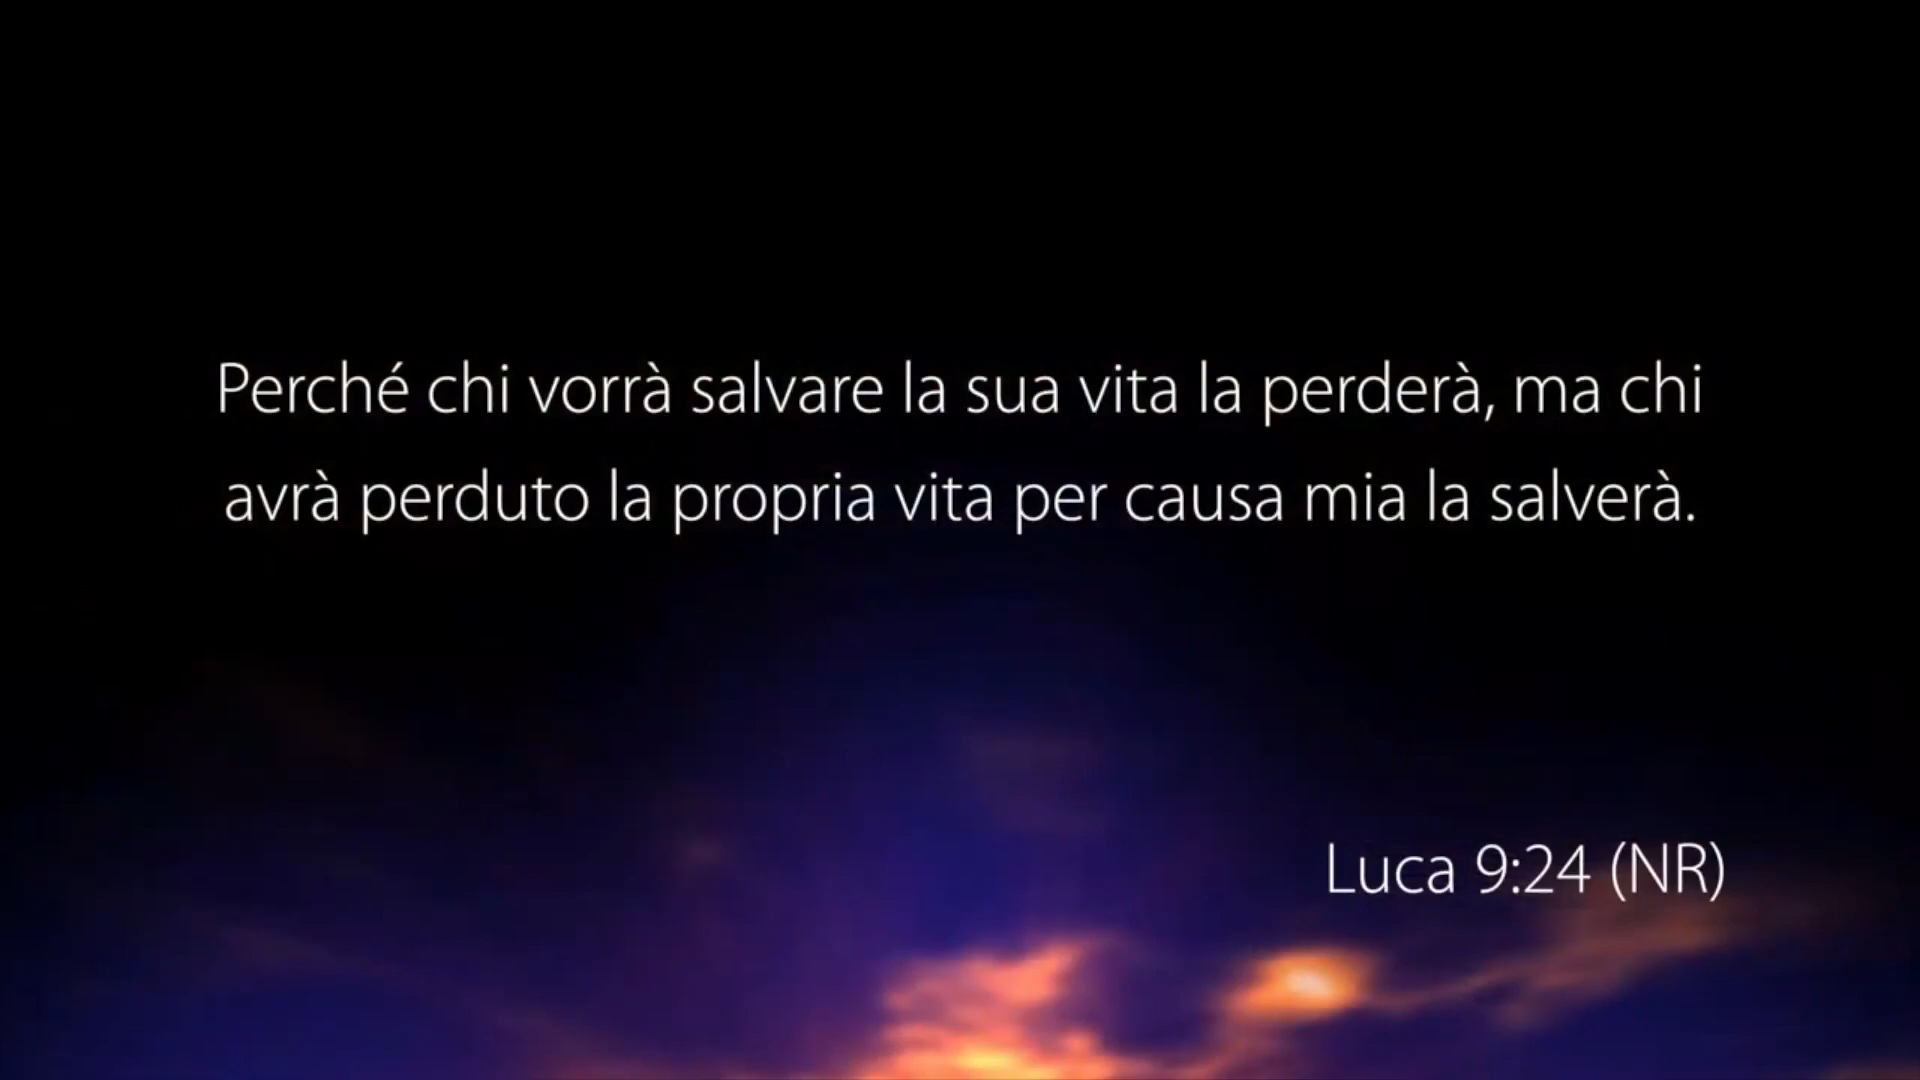 Perché chi vorrà salvare la sua vita la perderà, ma chi
avrà perduto la propria vita per causa mia la salverà.
Luca 9:24 (NR)